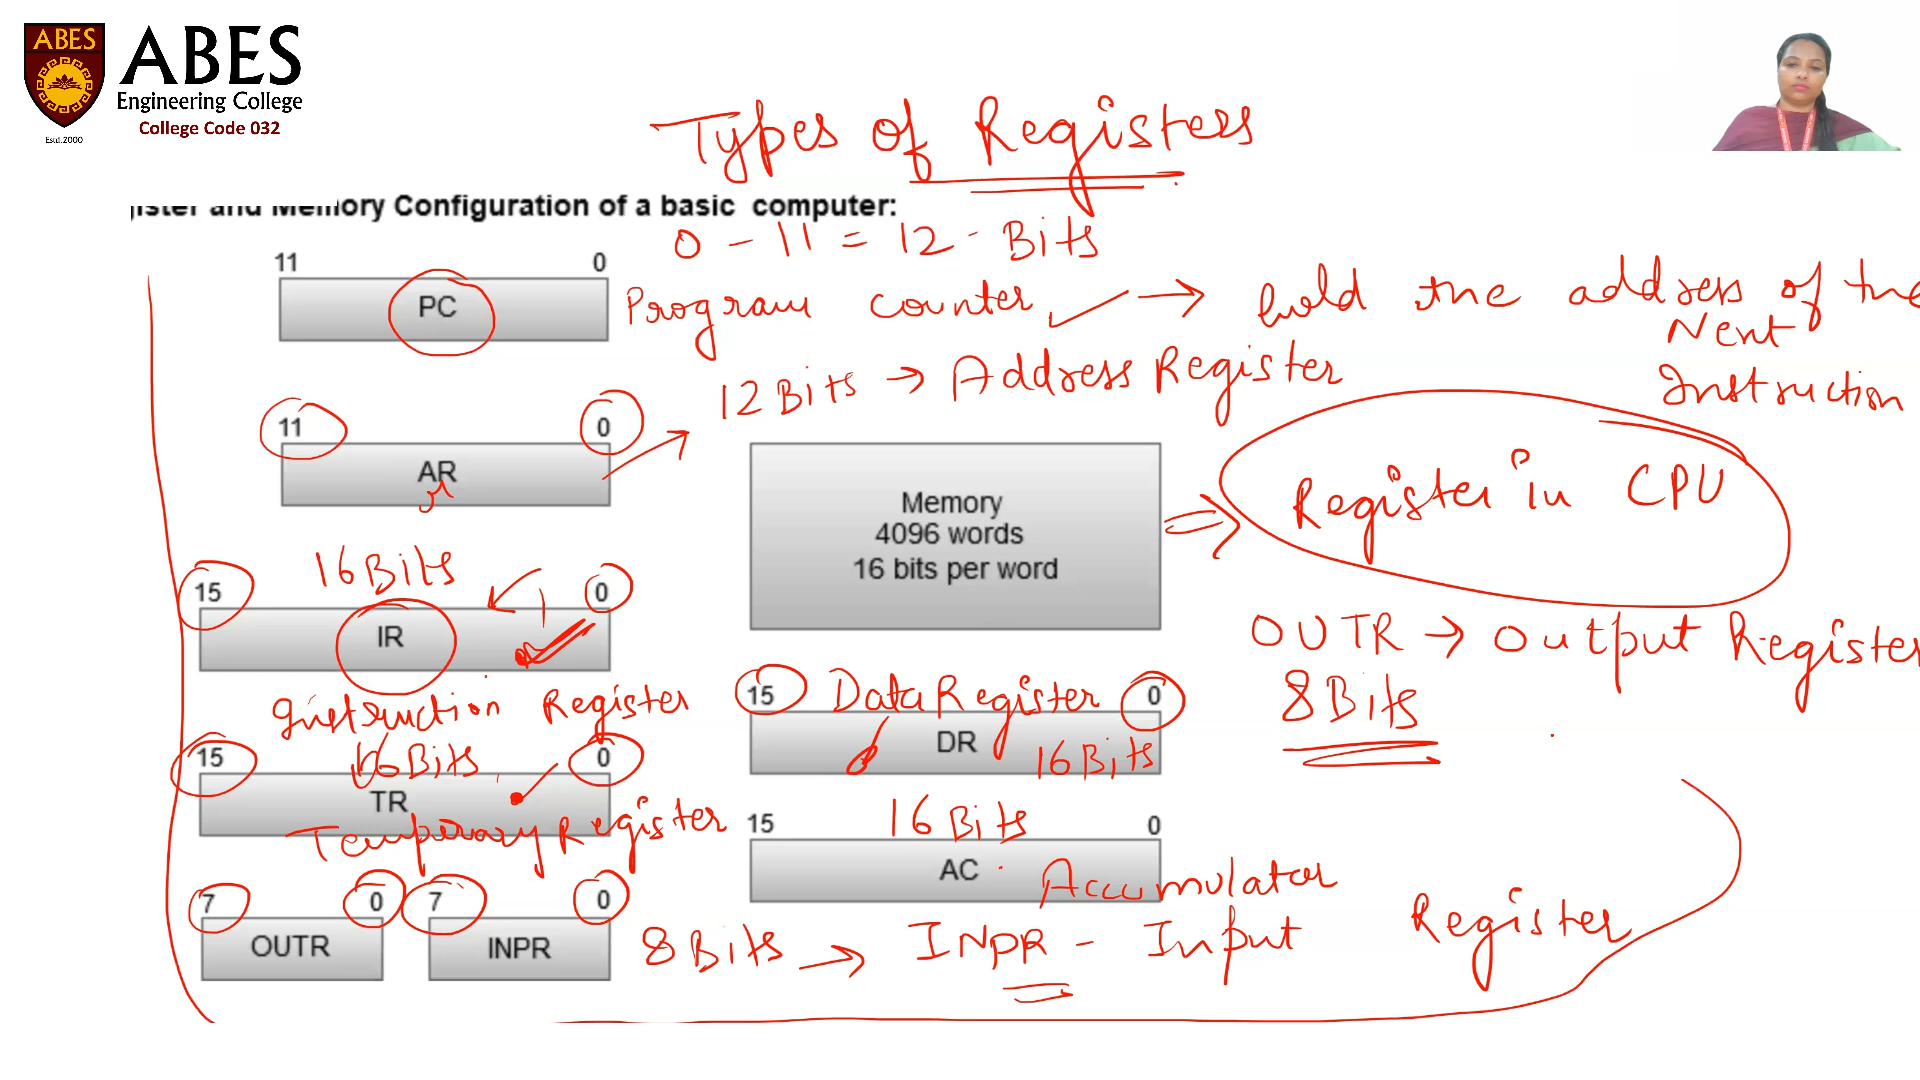 ABES
ABES
Engineering College
College Code 032
Estd.2000
Types of Registers
ister and Memory Configuration of a basic computer:
0 - 11 = 12 - Bits
11 0
PC
Program counter → hold the address of the
Next
Instruction
12 Bits → Address Register
11 0
AR
Memory
4096 words
16 bits per word
⇒ Register in CPU
16 Bits
15 0
IR
Instruction Register
OUTR → Output Register
8 Bits
15 Data Register 0
DR 16 Bits
16 Bits
15 0
TR
Temporary Register
15 16 Bits 0
AC Accumulator
7 0 7 0
OUTR INPR
8 Bits → INPR - Input Register